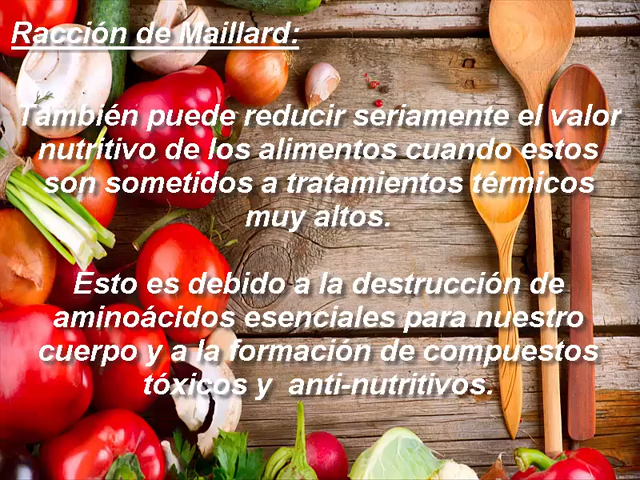 Racción de Maillard:
También puede reducir seriamente el valor
nutritivo de los alimentos cuando estos
son sometidos a tratamientos térmicos
muy altos.
Esto es debido a la destrucción de
aminoácidos esenciales para nuestro
cuerpo y a la formación de compuestos
tóxicos y  anti-nutritivos.